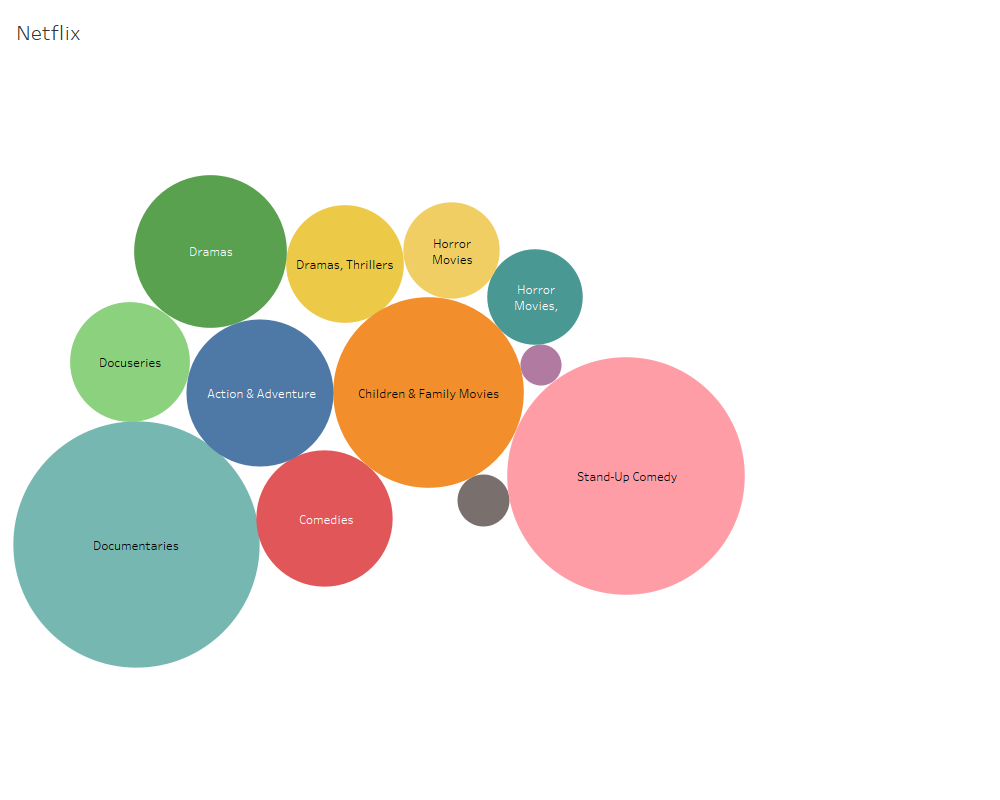 Netflix
Dramas
Dramas, Thrillers
Horror
Movies
Horror
Movies,
Docuseries
Action & Adventure
Children & Family Movies
Stand-Up Comedy
Comedies
Documentaries